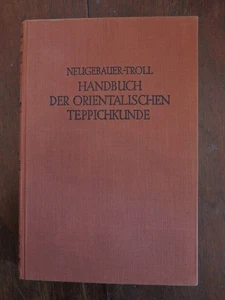 NEUGEBAUER-TROLL
HANDBUCH
DER ORIENTALISCHEN
TEPPICHKUNDE